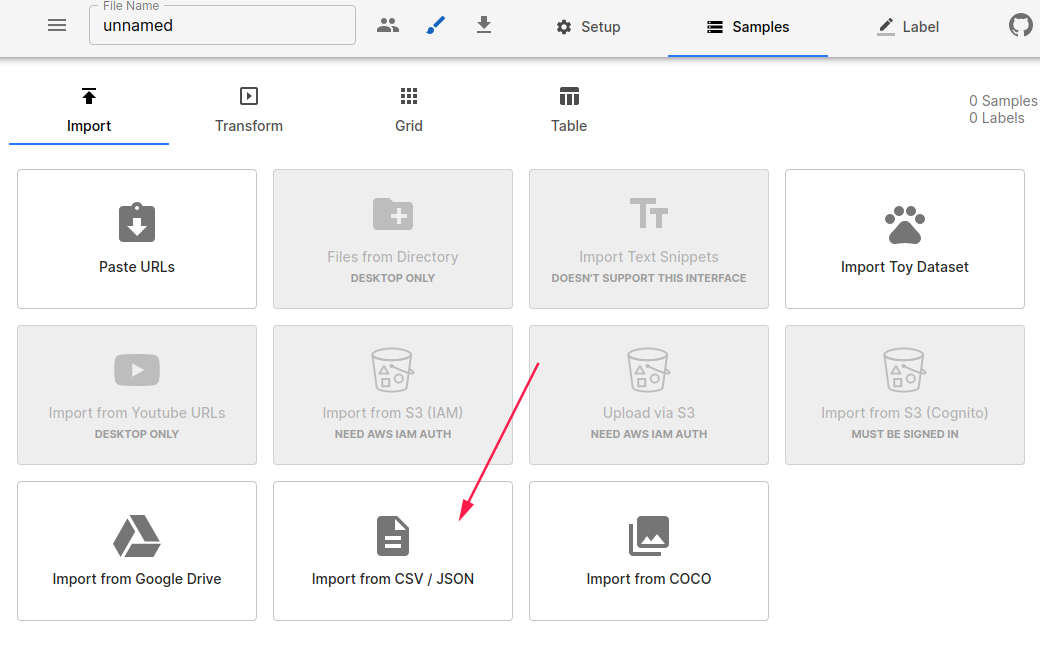 File Name
unnamed
Setup
Samples
Label
Import
Transform
Grid
Table
0 Samples
0 Labels
Paste URLs
Files from Directory
DESKTOP ONLY
Import Text Snippets
DOESN'T SUPPORT THIS INTERFACE
Import Toy Dataset
Import from Youtube URLs
DESKTOP ONLY
Import from S3 (IAM)
NEED AWS IAM AUTH
Upload via S3
NEED AWS IAM AUTH
Import from S3 (Cognito)
MUST BE SIGNED IN
Import from Google Drive
Import from CSV / JSON
Import from COCO